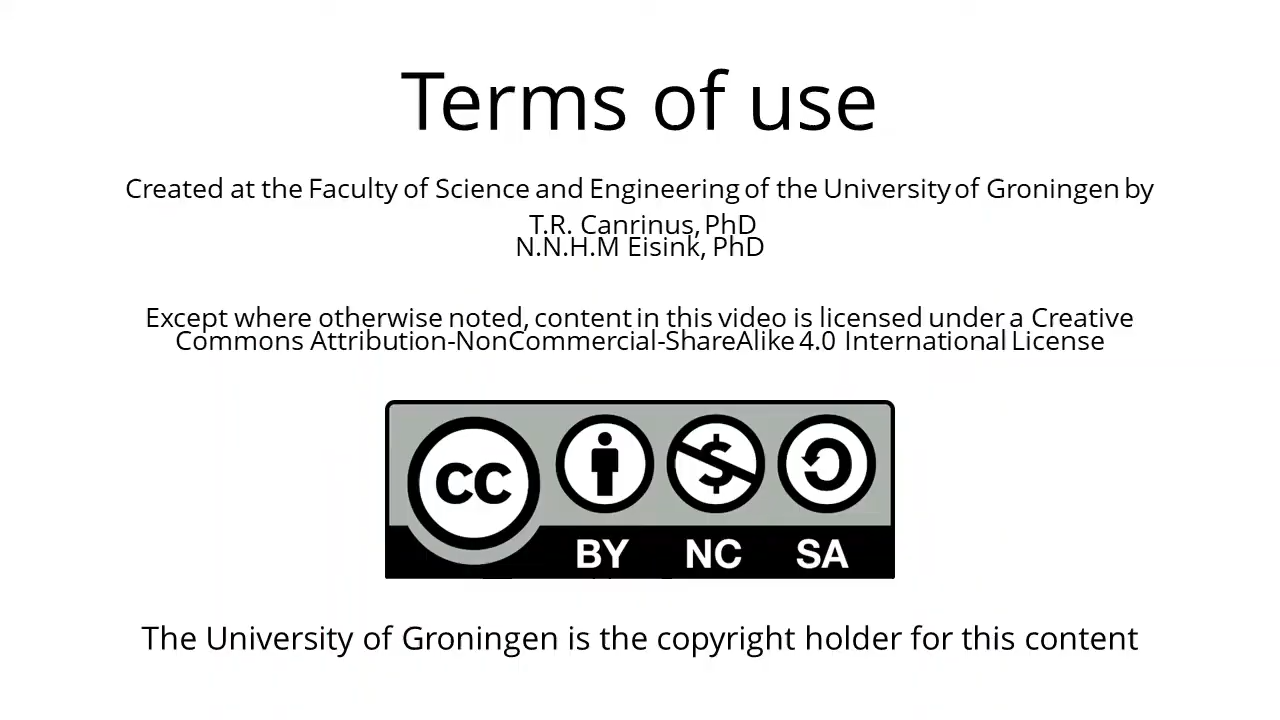 Terms of use
Created at the Faculty of Science and Engineering of the University of Groningen by
T.R. Canrinus, PhD
N.N.H.M Eisink, PhD
Except where otherwise noted, content in this video is licensed under a Creative
Commons Attribution-NonCommercial-ShareAlike 4.0 International License
cc
BY NC SA
The University of Groningen is the copyright holder for this content